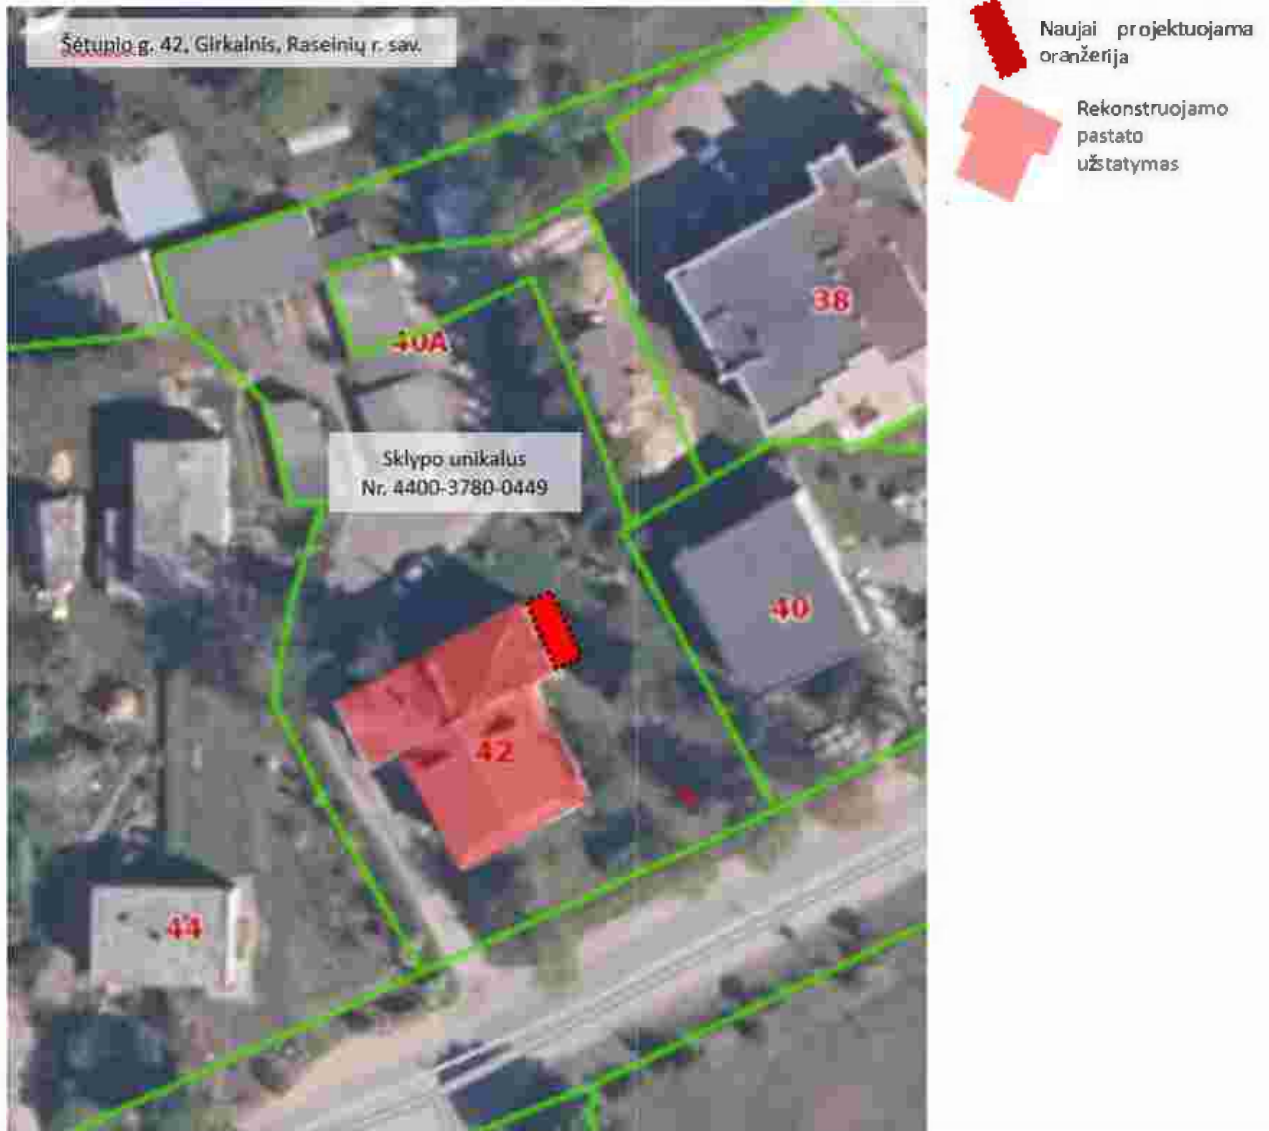 Šėtupio g. 42, Girkalnis, Raseinių r. sav.
Naujai projektuojama
oranžerija
Rekonstruojamo
pastato
užstatymas
38
40A
Sklypo unikalus
Nr. 4400-3780-0449
40
42
44